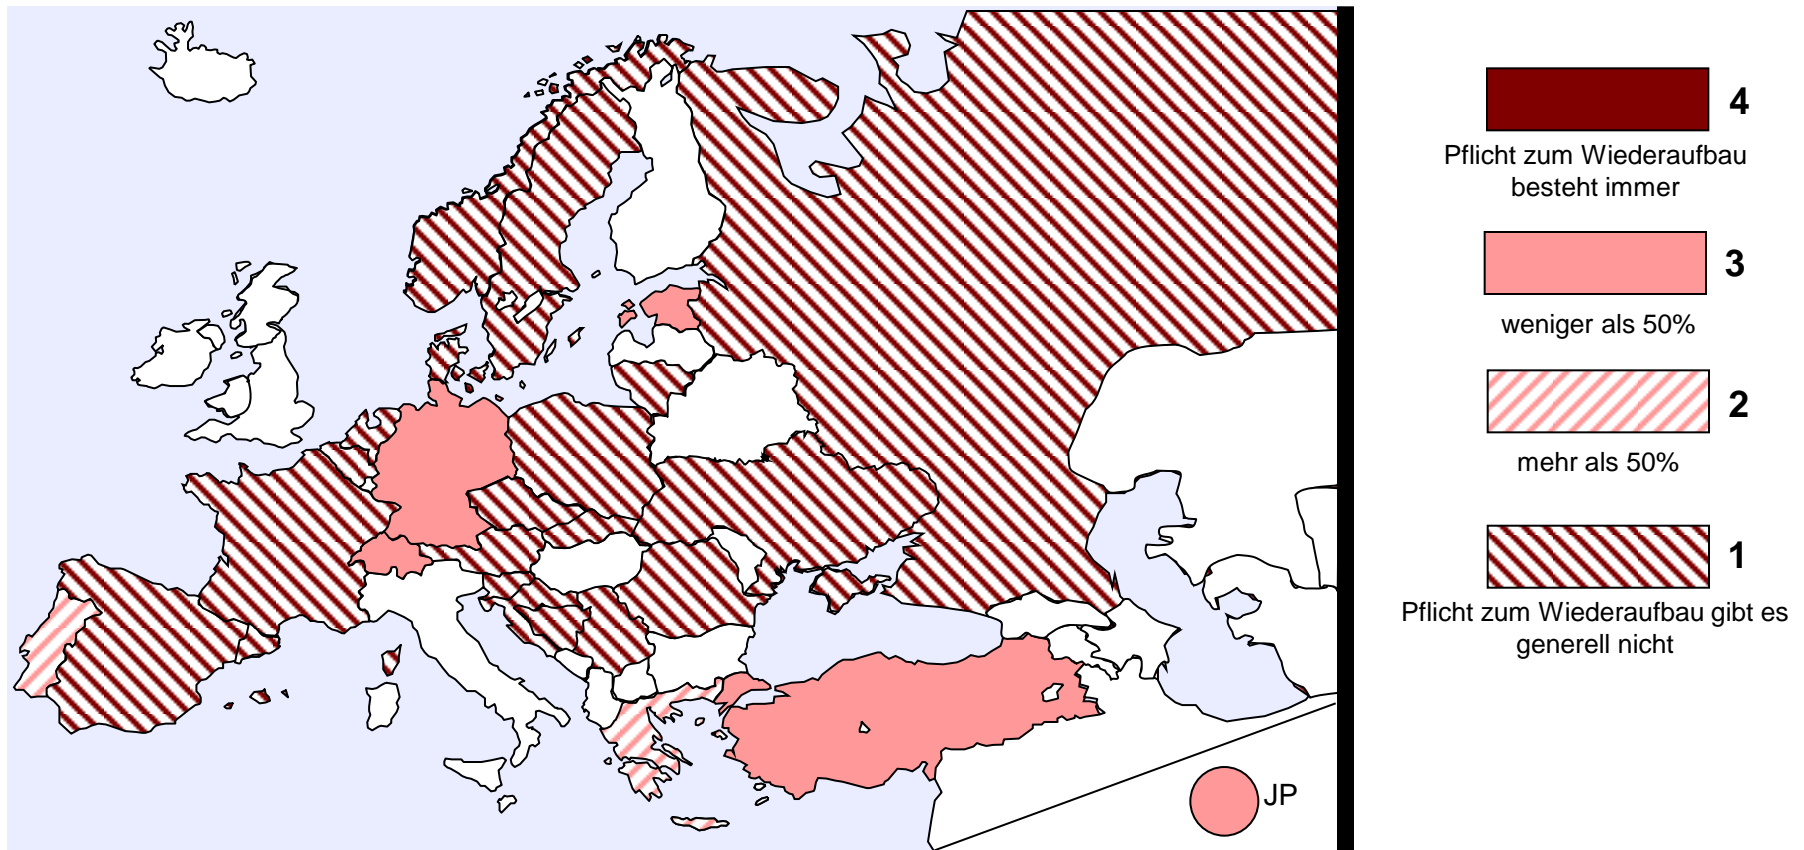 4
Pflicht zum Wiederaufbau
besteht immer
3
weniger als 50%
2
mehr als 50%
1
Pflicht zum Wiederaufbau gibt es
generell nicht
JP